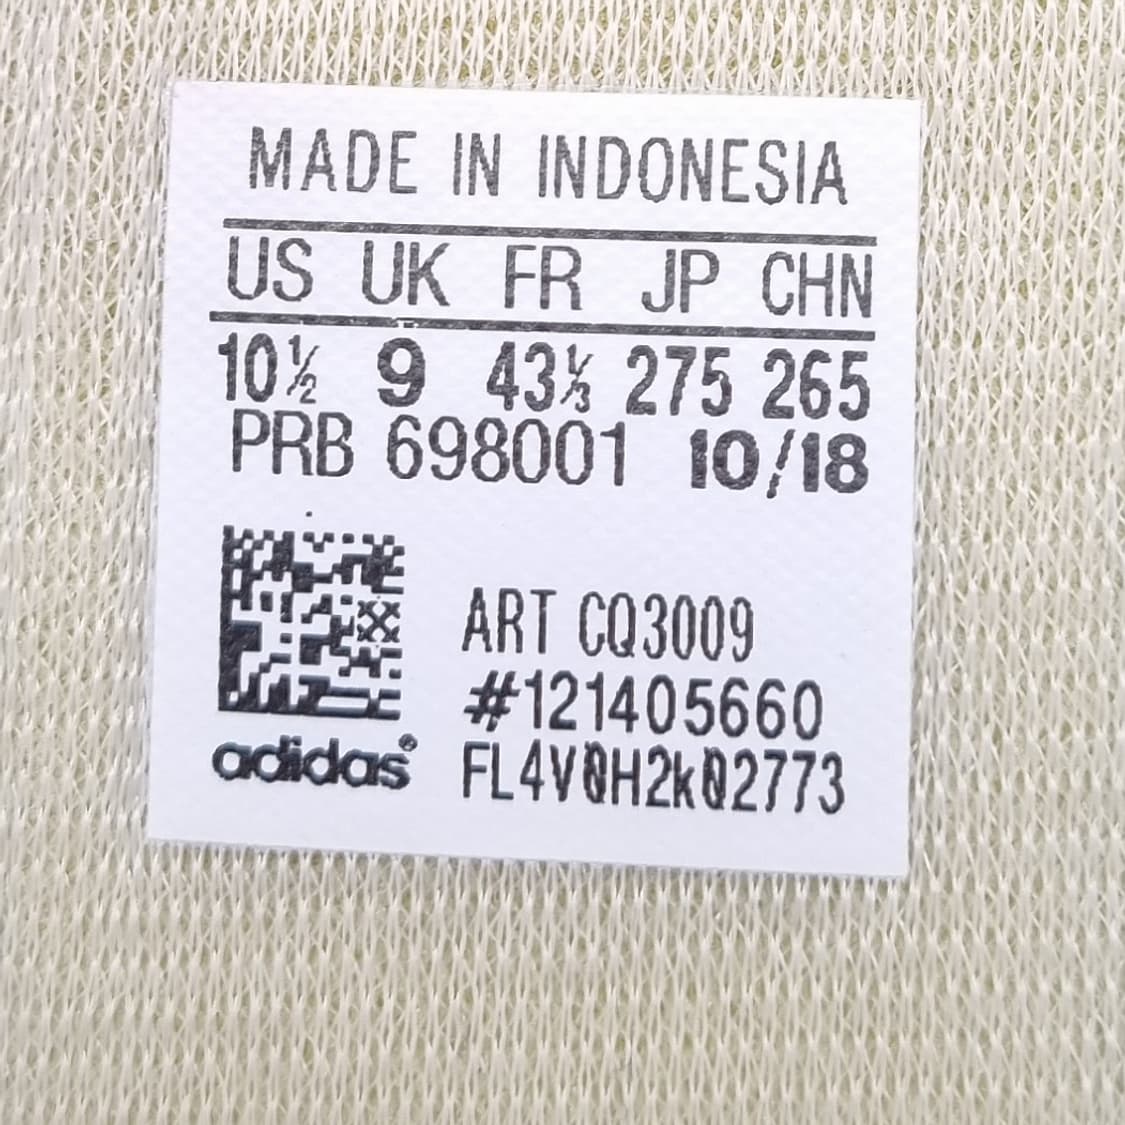 MADE IN INDONESIA
US UK FR JP CHN
10½ 9 43⅓ 275 265
PRB 698001 10/18
ART CQ3009
#121405660
adidas®
FL4V0H2k02773